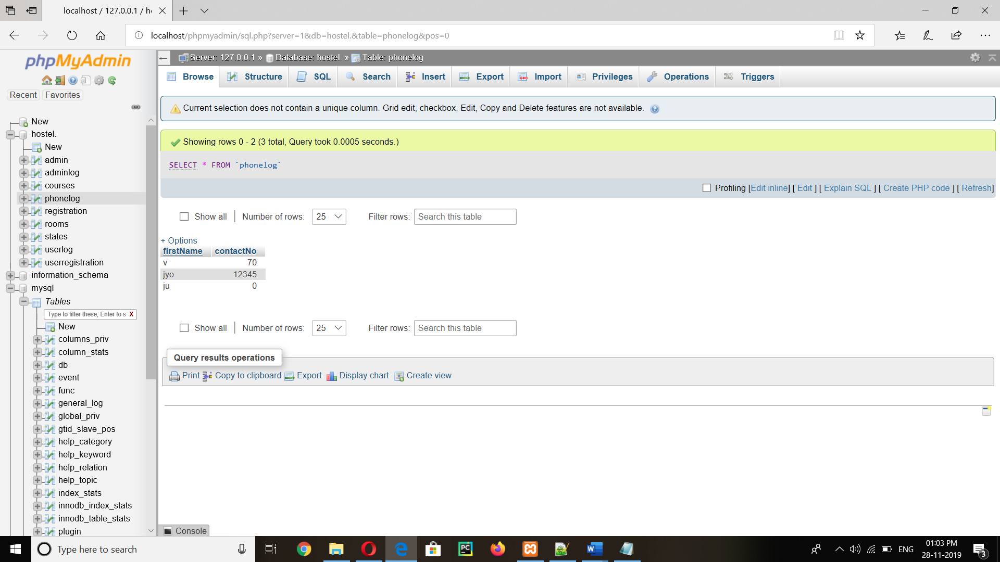 localhost / 127.0.0.1 / h
localhost/phpmyadmin/sql.php?server=1&db=hostel.&table=phonelog&pos=0
phpMyAdmin
Recent Favorites
New
hostel.
New
admin
adminlog
courses
phonelog
registration
rooms
states
userlog
userregistration
information_schema
mysql
Tables
Type to filter these, Enter to s X
New
columns_priv
column_stats
db
event
func
general_log
global_priv
gtid_slave_pos
help_category
help_keyword
help_relation
help_topic
index_stats
innodb_index_stats
innodb_table_stats
plugin
Server: 127.0.0.1 » Database: hostel. » Table: phonelog
Browse Structure SQL Search Insert Export Import Privileges Operations Triggers
Current selection does not contain a unique column. Grid edit, checkbox, Edit, Copy and Delete features are not available.
Showing rows 0 - 2 (3 total, Query took 0.0005 seconds.)
SELECT * FROM `phonelog`
Profiling [Edit inline] [ Edit ] [ Explain SQL ] [ Create PHP code ] [ Refresh]
Show all | Number of rows: 25 Filter rows: Search this table
+ Options
firstName contactNo
v 70
jyo 12345
ju 0
Show all | Number of rows: 25 Filter rows: Search this table
Query results operations
Print Copy to clipboard Export Display chart Create view
Console
Type here to search
PC
W
ENG
01:03 PM
28-11-2019
3